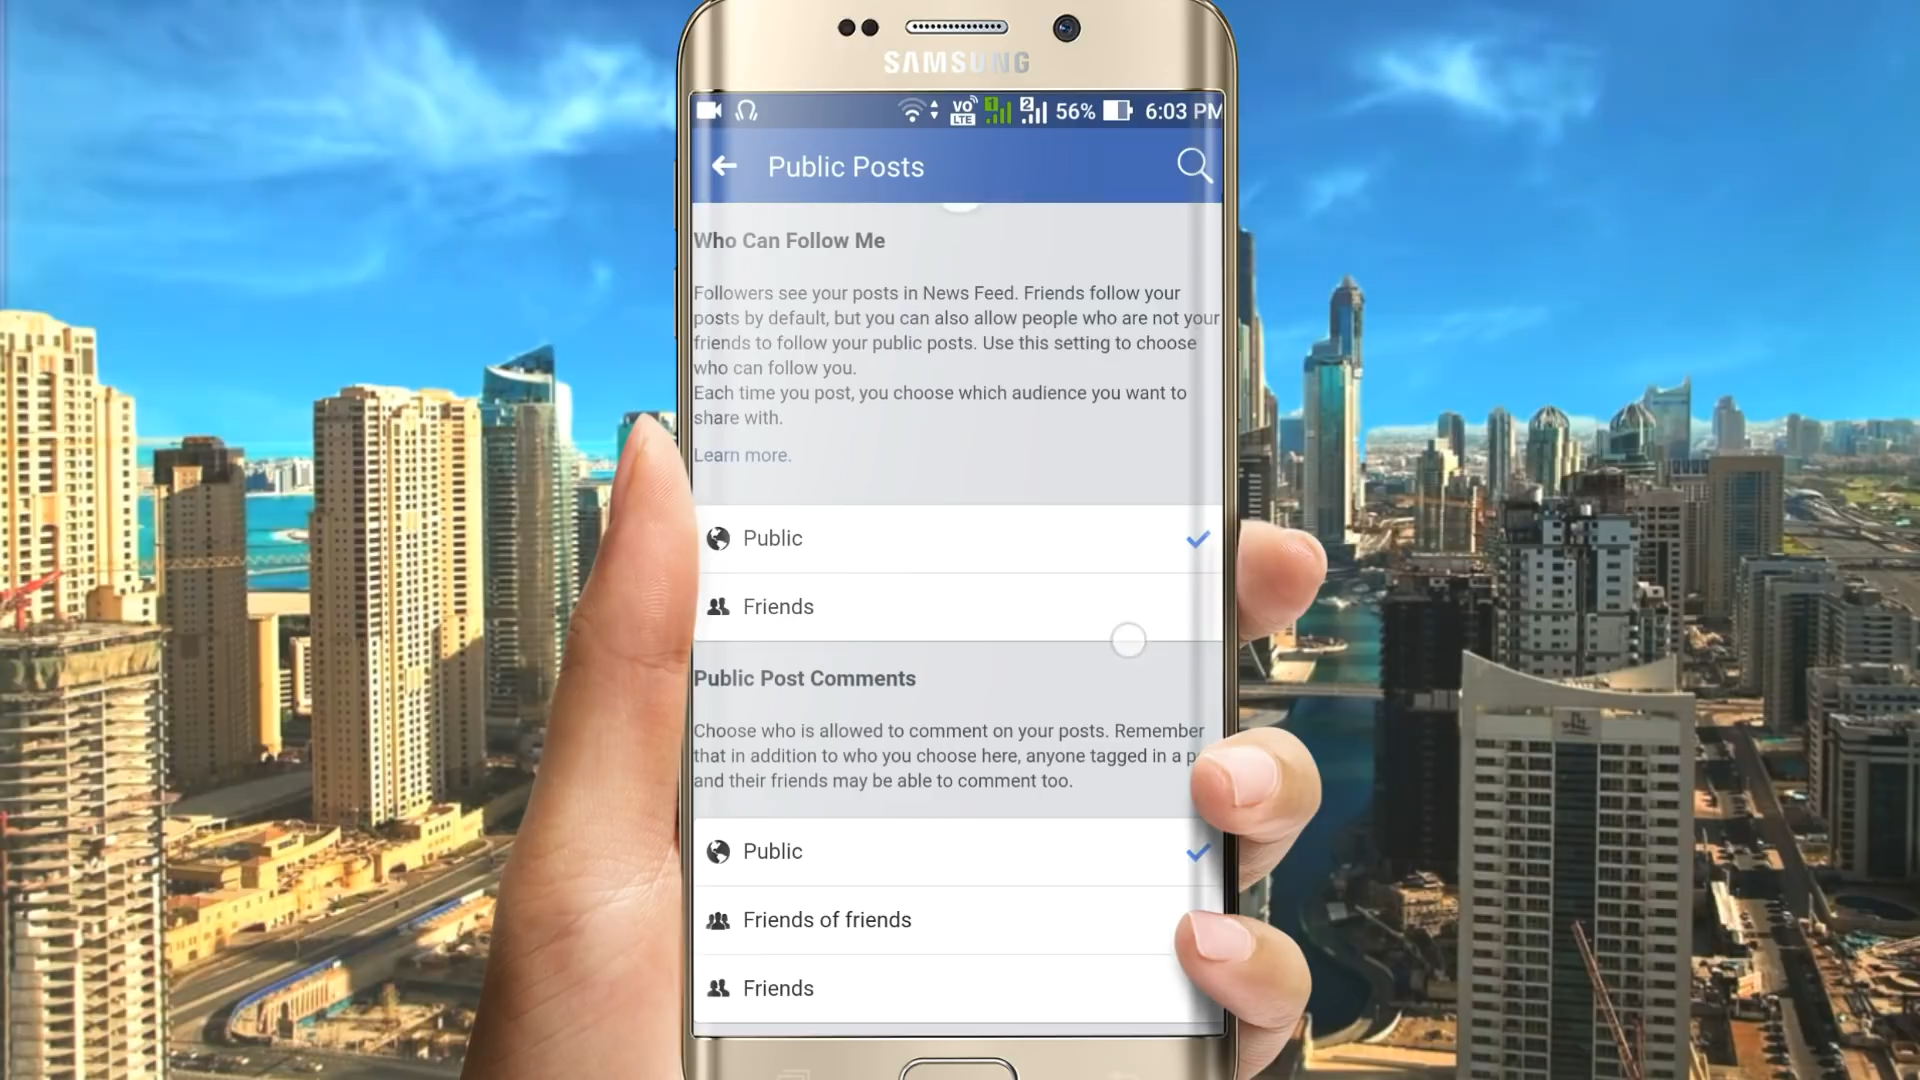 SAMSUNG
VO LTE 1 2 56% 6:03 PM
Public Posts
Who Can Follow Me
Followers see your posts in News Feed. Friends follow your
posts by default, but you can also allow people who are not your
friends to follow your public posts. Use this setting to choose
who can follow you.
Each time you post, you choose which audience you want to
share with.
Learn more.
Public
Friends
Public Post Comments
Choose who is allowed to comment on your posts. Remember
that in addition to who you choose here, anyone tagged in a
and their friends may be able to comment too.
Public
Friends of friends
Friends